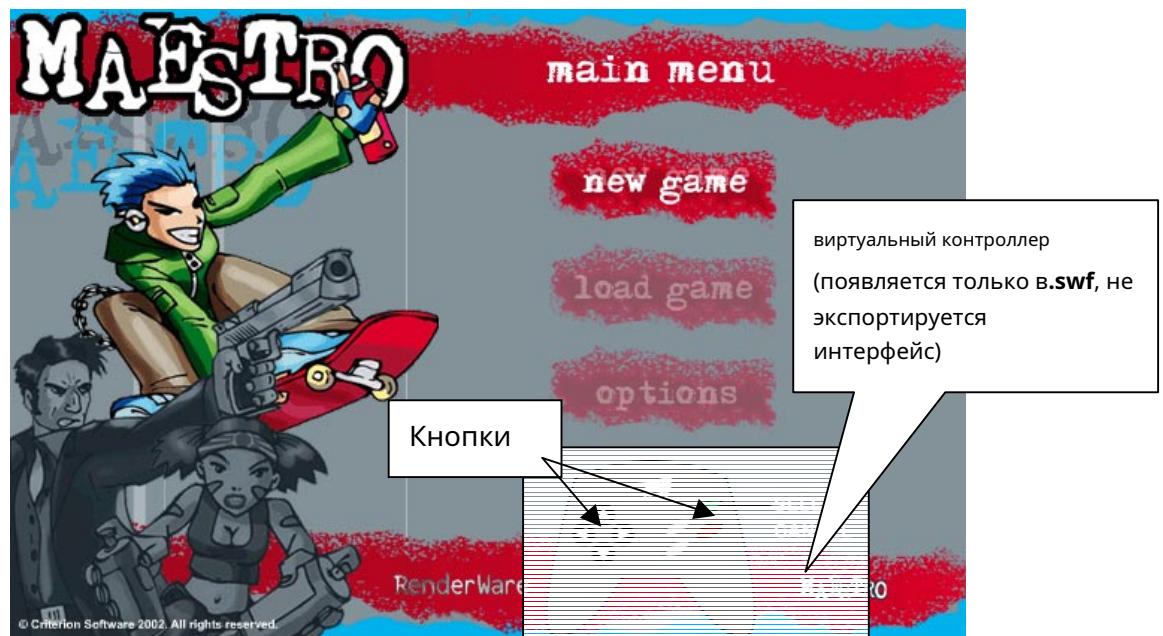 MAESTRO
main menu
new game
load game
options
виртуальный контроллер
(появляется только в.swf, не
экспортируется
интерфейс)
Кнопки
RenderWare
© Criterion Software 2002. All rights reserved.